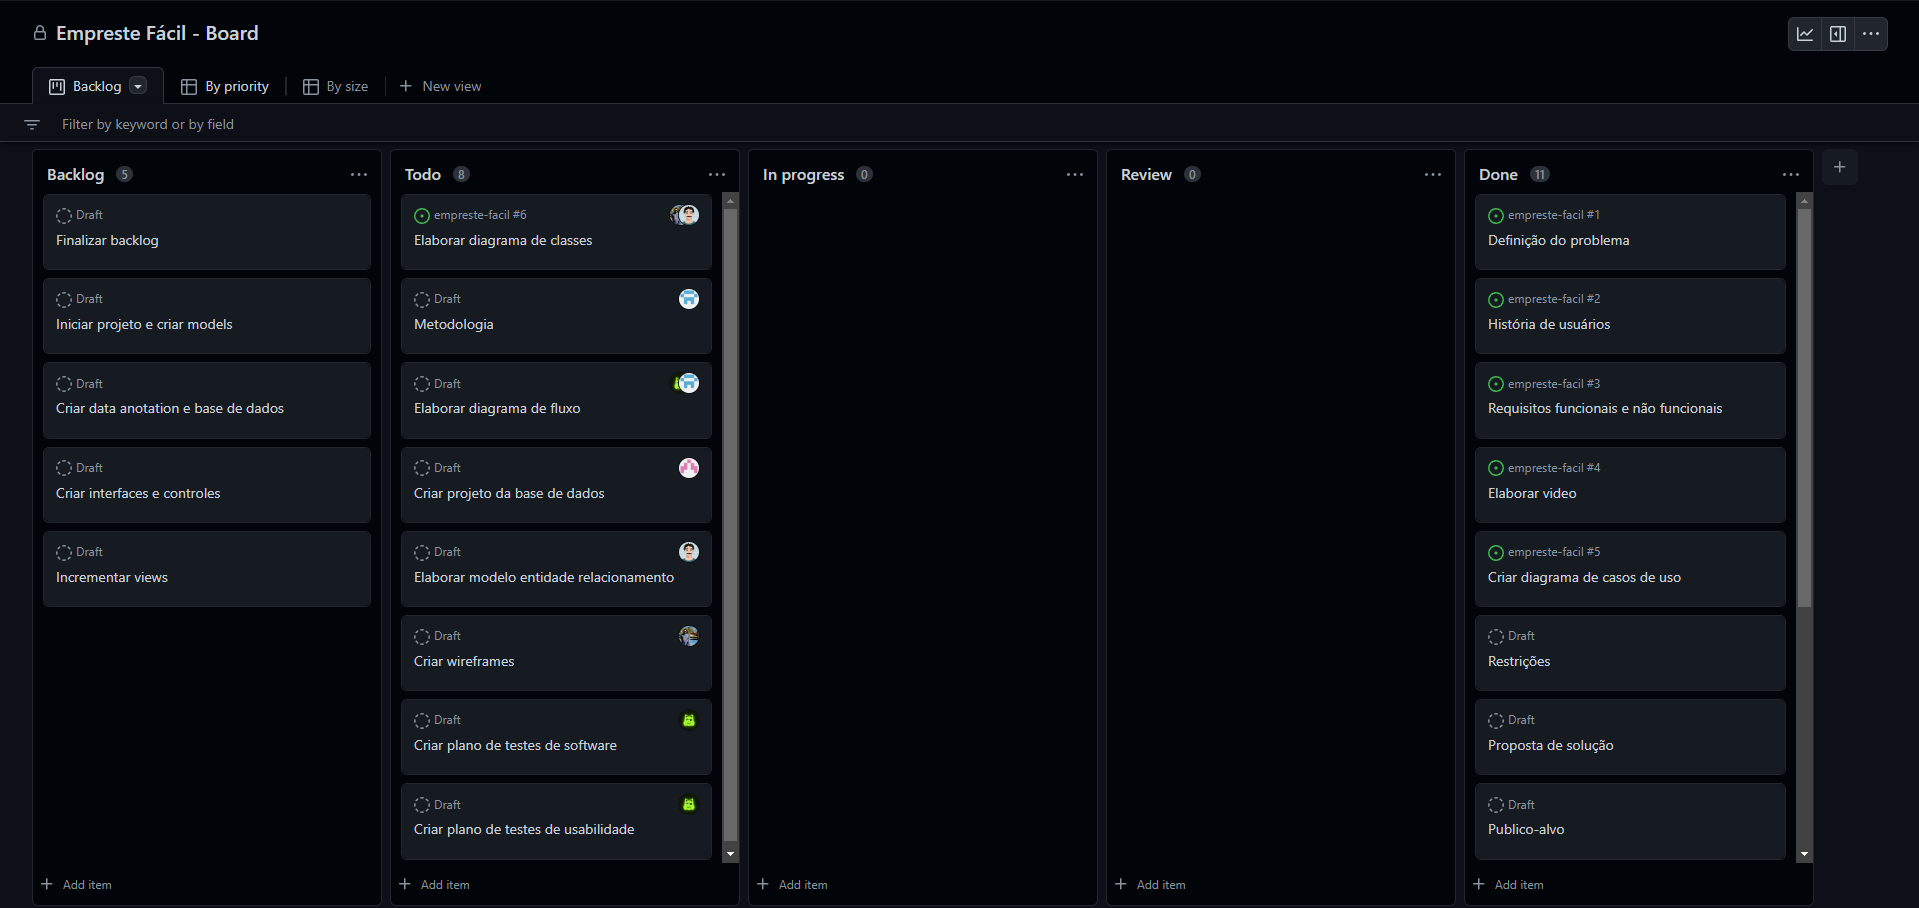 Empreste Fácil - Board
Backlog
By priority
By size
New view
Filter by keyword or by field
Backlog 5
Draft
Finalizar backlog
Draft
Iniciar projeto e criar models
Draft
Criar data anotation e base de dados
Draft
Criar interfaces e controles
Draft
Incrementar views
Add item
Todo 8
empreste-facil #6
Elaborar diagrama de classes
Draft
Metodologia
Draft
Elaborar diagrama de fluxo
Draft
Criar projeto da base de dados
Draft
Elaborar modelo entidade relacionamento
Draft
Criar wireframes
Draft
Criar plano de testes de software
Draft
Criar plano de testes de usabilidade
Add item
In progress 0
Add item
Review 0
Add item
Done 11
empreste-facil #1
Definição do problema
empreste-facil #2
História de usuários
empreste-facil #3
Requisitos funcionais e não funcionais
empreste-facil #4
Elaborar video
empreste-facil #5
Criar diagrama de casos de uso
Draft
Restrições
Draft
Proposta de solução
Draft
Publico-alvo
Add item